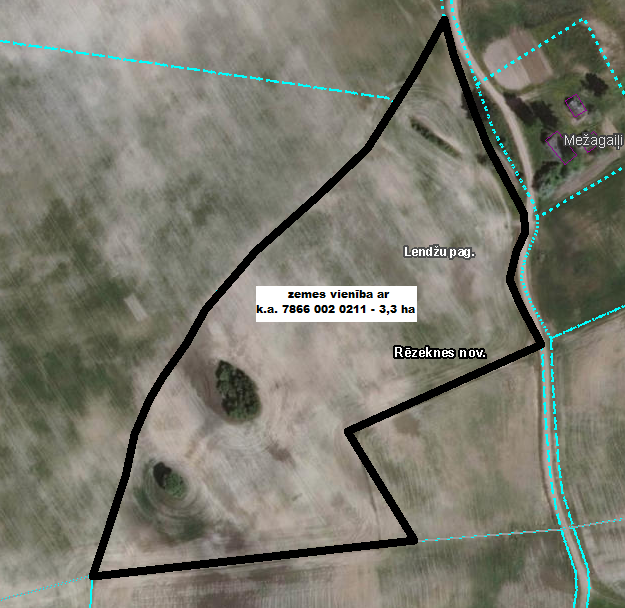 Mežagaiļi
Lendžu pag.
zemes vienība ar
k.a. 7866 002 0211 - 3,3 ha
Rēzeknes nov.